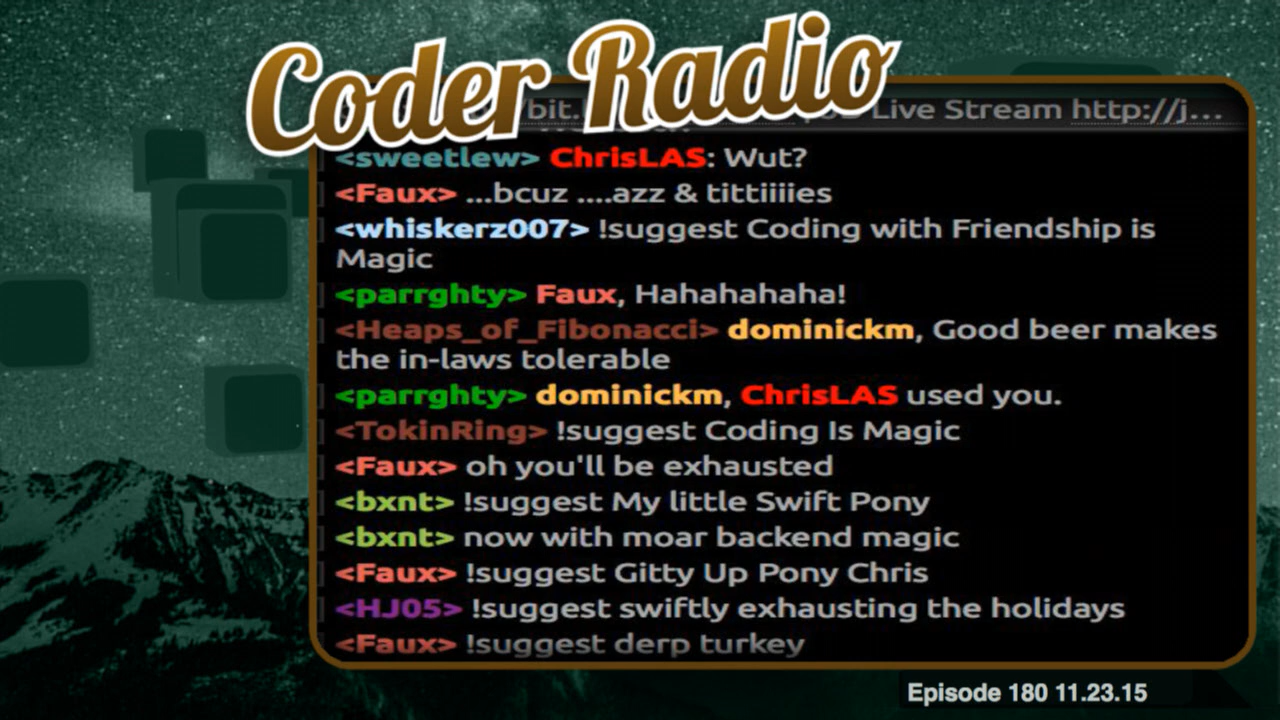 Coder Radio
/bit. Live Stream http://j...
<sweetlew> ChrisLAS: Wut?
<Faux> ...bcuz ....azz & tittiiiies
<whiskerz007> !suggest Coding with Friendship is
Magic
<parrghty> Faux, Hahahahaha!
<Heaps_of_Fibonacci> dominickm, Good beer makes
the in-laws tolerable
<parrghty> dominickm, ChrisLAS used you.
<TokinRing> !suggest Coding Is Magic
<Faux> oh you'll be exhausted
<bxnt> !suggest My little Swift Pony
<bxnt> now with moar backend magic
<Faux> !suggest Gitty Up Pony Chris
<HJ05> !suggest swiftly exhausting the holidays
<Faux> !suggest derp turkey
Episode 180 11.23.15